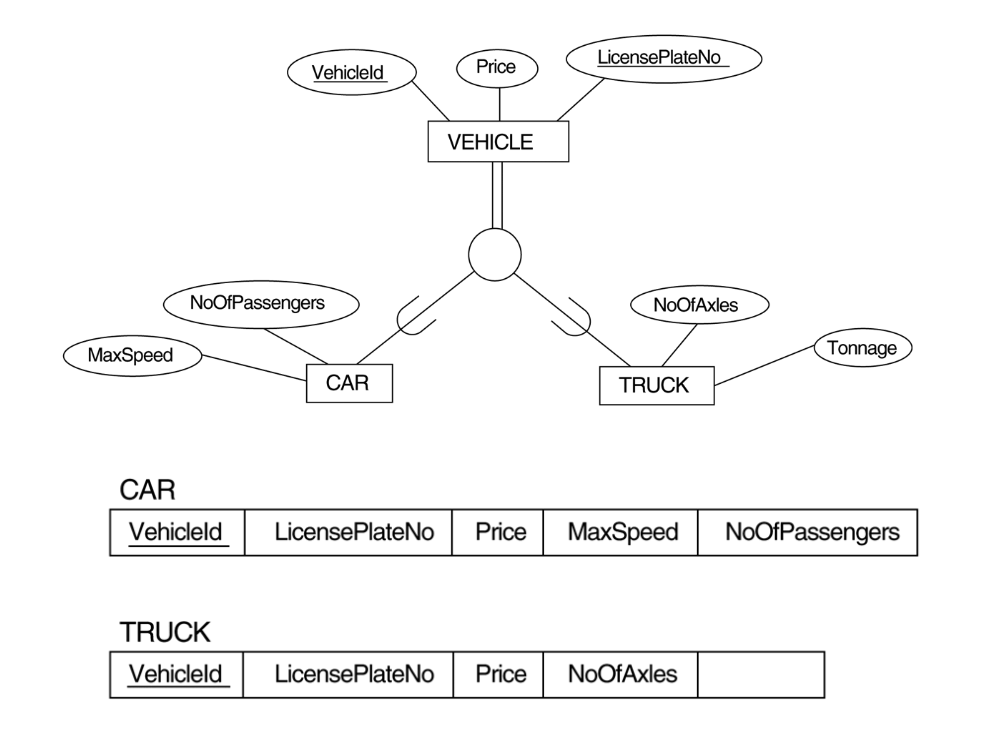 VehicleId
Price
LicensePlateNo
VEHICLE
NoOfPassengers
MaxSpeed
CAR
NoOfAxles
Tonnage
TRUCK
CAR
VehicleId LicensePlateNo Price MaxSpeed NoOfPassengers
TRUCK
VehicleId LicensePlateNo Price NoOfAxles